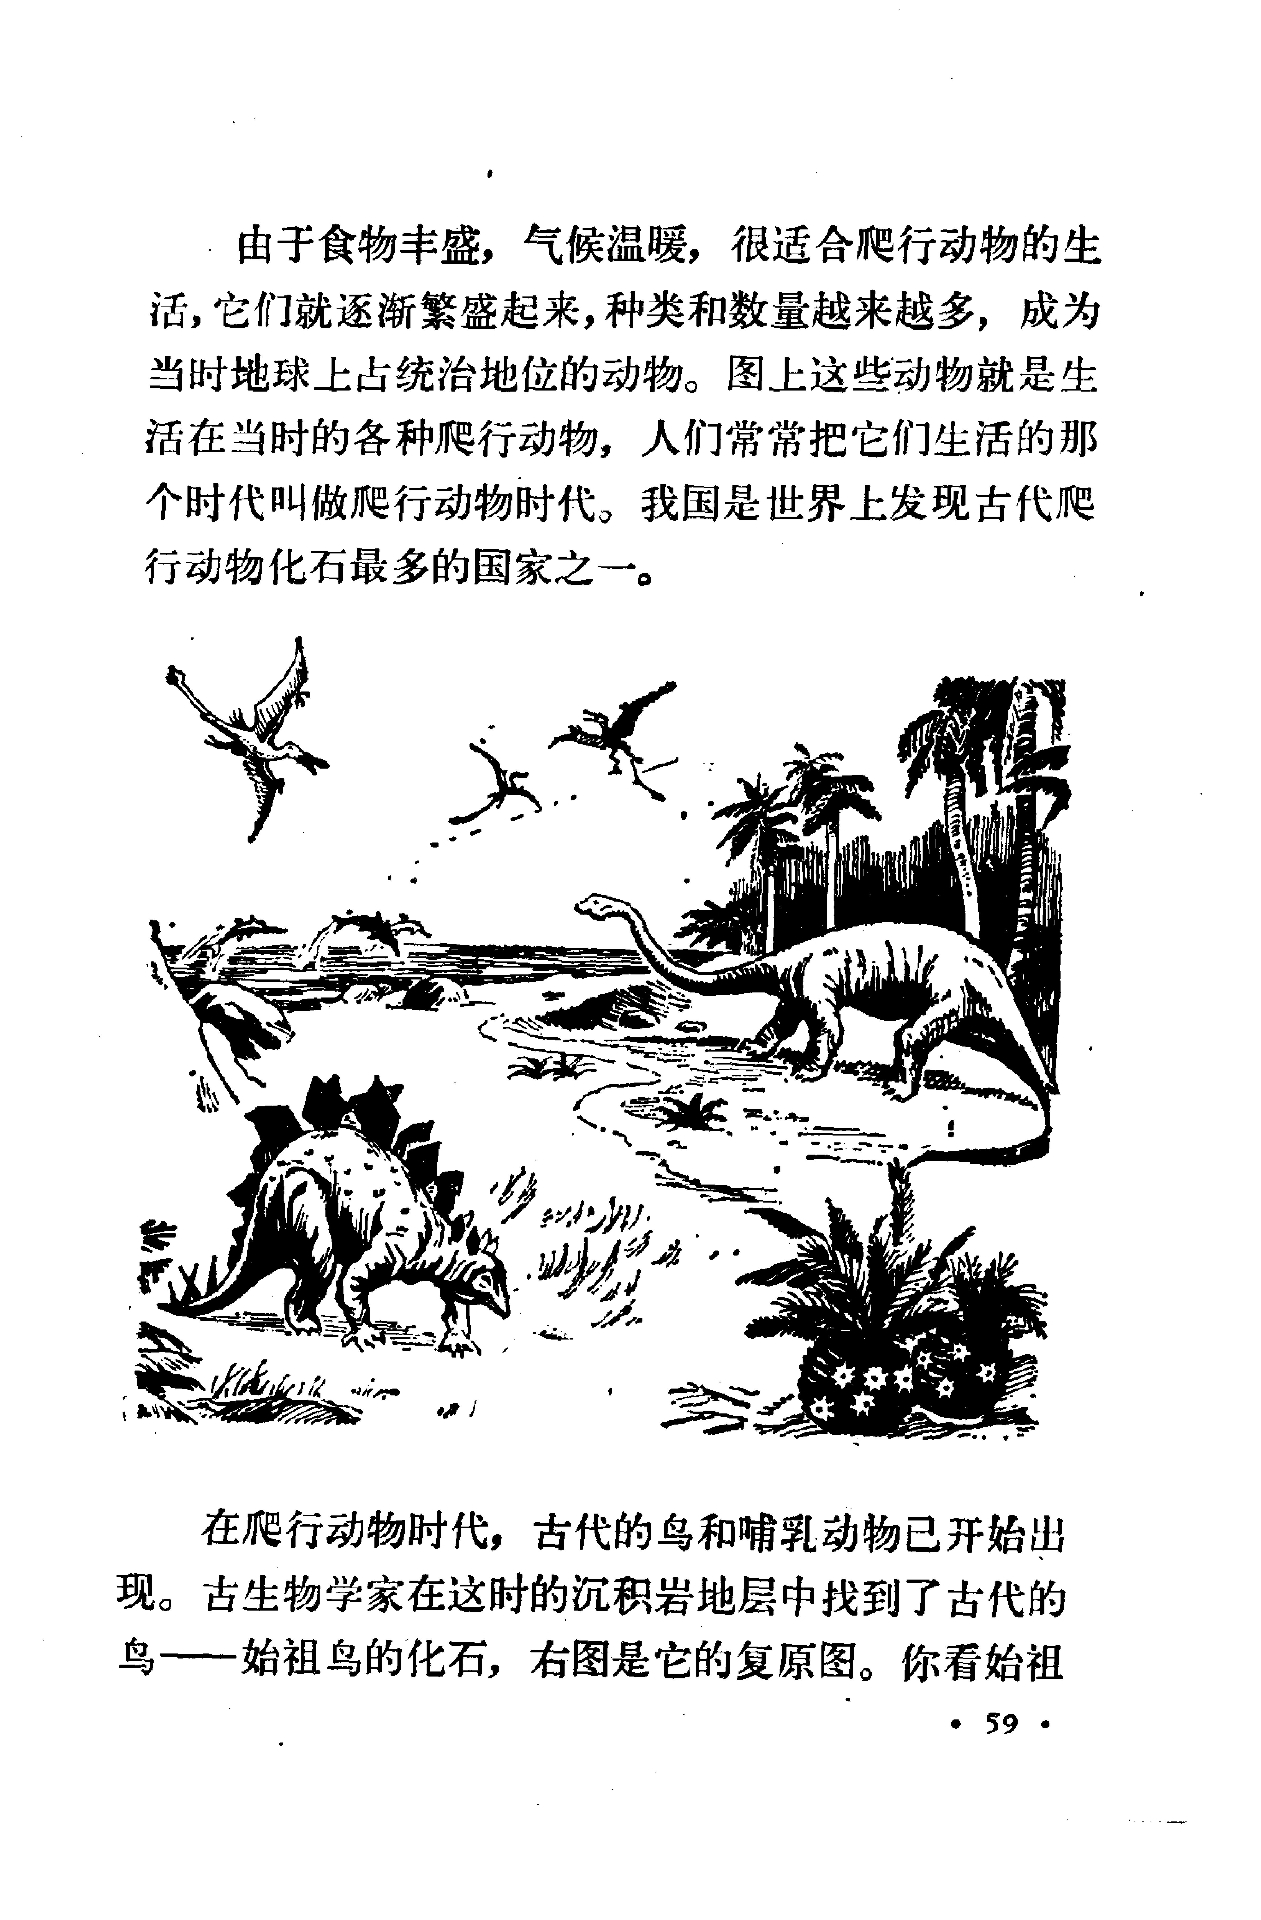 由于食物丰盛，气候温暖，很适合爬行动物的生
活，它们就逐渐繁盛起来，种类和数量越来越多，成为
当时地球上占统治地位的动物。图上这些动物就是生
活在当时的各种爬行动物，人们常常把它们生活的那
个时代叫做爬行动物时代。我国是世界上发现古代爬
行动物化石最多的国家之一。
在爬行动物时代，古代的鸟和哺乳动物已开始出
现。古生物学家在这时的沉积岩地层中找到了古代的
鸟——始祖鸟的化石，右图是它的复原图。你看始祖
• 59 •